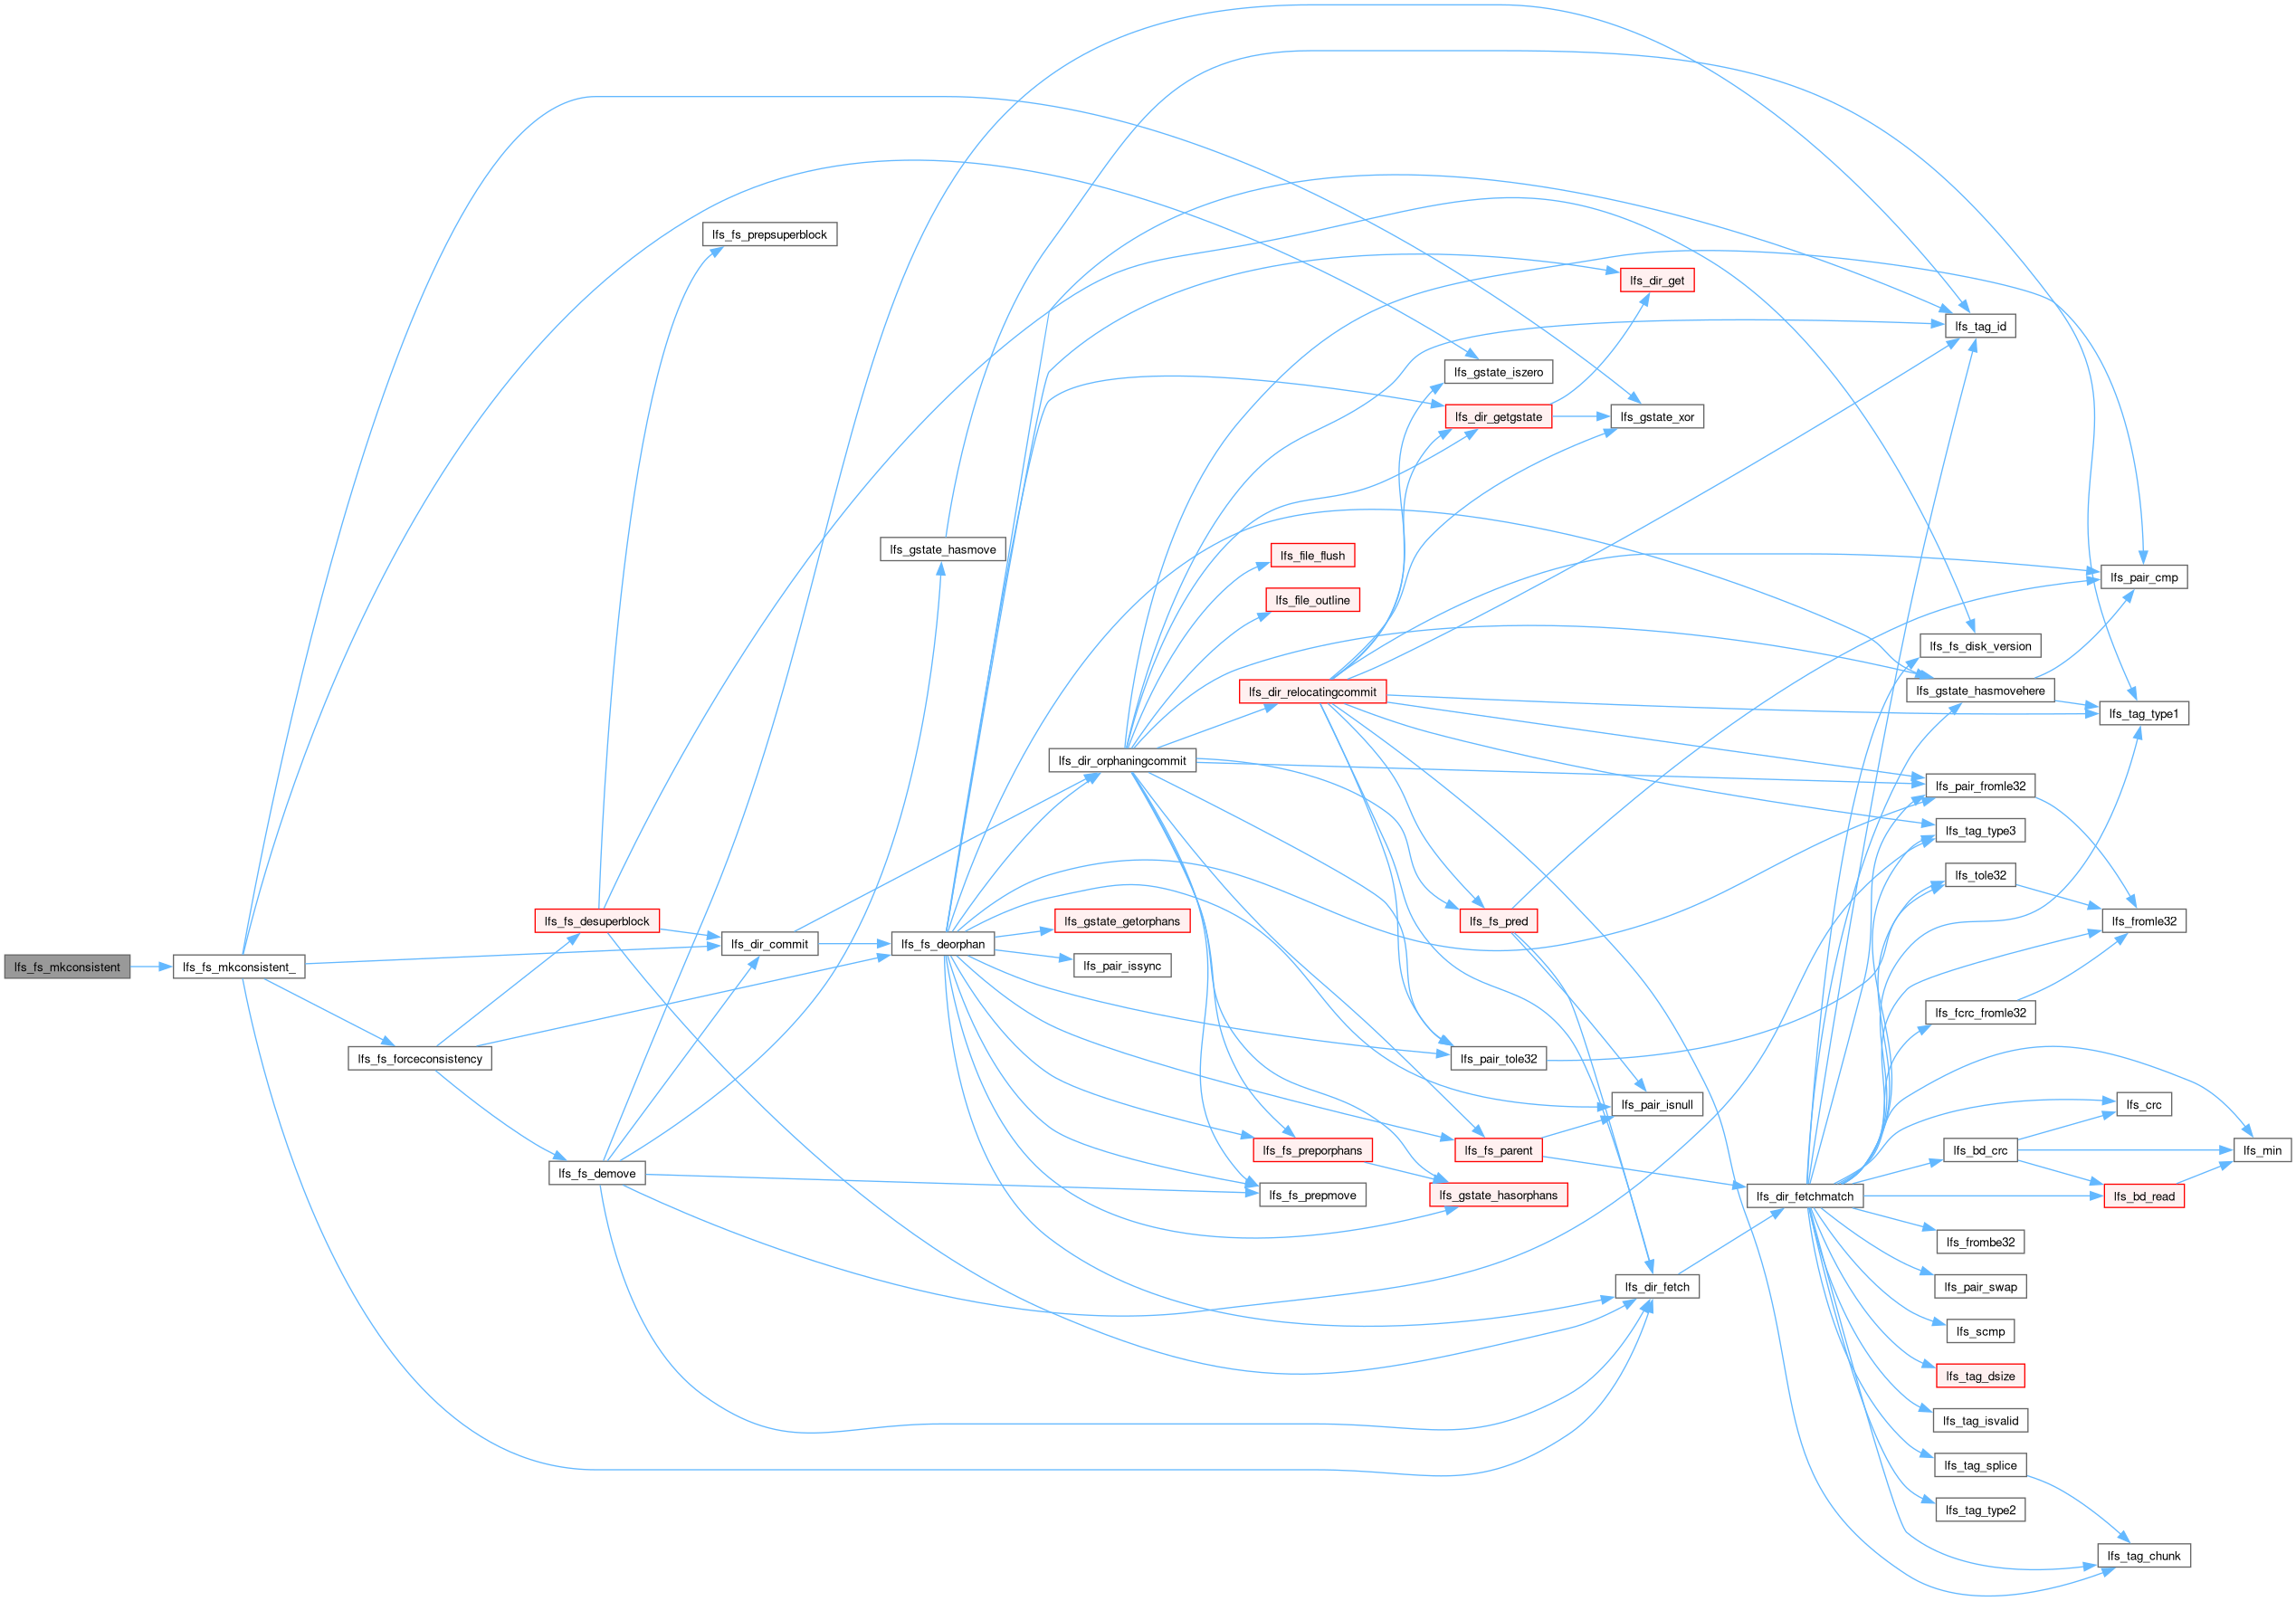 lfs_fs_mkconsistent
lfs_fs_mkconsistent_
lfs_fs_forceconsistency
lfs_fs_desuperblock
lfs_fs_demove
lfs_fs_prepsuperblock
lfs_dir_commit
lfs_gstate_hasmove
lfs_fs_deorphan
lfs_dir_orphaningcommit
lfs_gstate_getorphans
lfs_pair_issync
lfs_file_flush
lfs_file_outline
lfs_dir_relocatingcommit
lfs_fs_preporphans
lfs_fs_prepmove
lfs_gstate_iszero
lfs_dir_getgstate
lfs_fs_pred
lfs_pair_tole32
lfs_fs_parent
lfs_gstate_hasorphans
lfs_dir_get
lfs_gstate_xor
lfs_pair_isnull
lfs_dir_fetch
lfs_dir_fetchmatch
lfs_tag_id
lfs_fs_disk_version
lfs_gstate_hasmovehere
lfs_pair_fromle32
lfs_tag_type3
lfs_tole32
lfs_fcrc_fromle32
lfs_bd_crc
lfs_frombe32
lfs_pair_swap
lfs_scmp
lfs_tag_dsize
lfs_tag_isvalid
lfs_tag_splice
lfs_tag_type2
lfs_pair_cmp
lfs_tag_type1
lfs_fromle32
lfs_crc
lfs_bd_read
lfs_tag_chunk
lfs_min